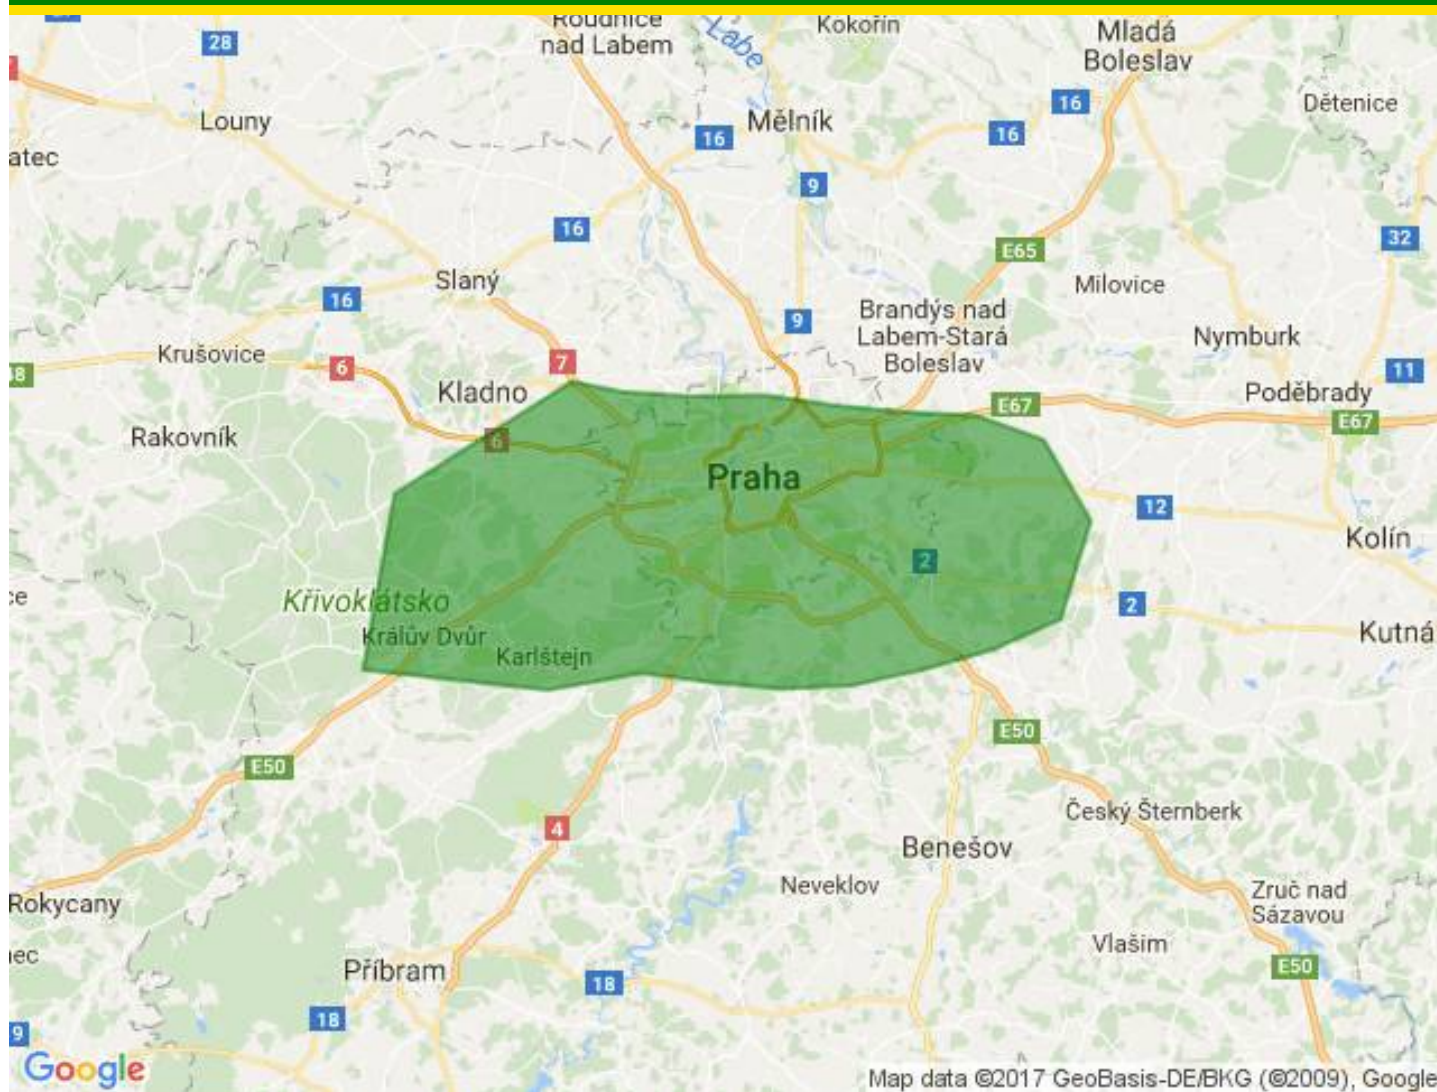 Roudnice
nad Labem
Labe
Kokořín
Mladá
Boleslav
28
16
Dětenice
Louny
16
Mělník
16
atec
9
16
E65
32
Slaný
16
Milovice
Brandýs nad
Labem-Stará
Boleslav
9
Nymburk
Krušovice
6
7
11
Kladno
E67
Poděbrady
E67
Rakovník
6
Praha
12
Kolín
2
Křivoklátsko
2
Králův Dvůr
Kutná
Karlštejn
E50
E50
4
Český Šternberk
Benešov
Neveklov
Zruč nad
Sázavou
Rokycany
Vlašim
ec
Příbram
18
E50
18
9
Google
Map data ©2017 GeoBasis-DE/BKG (©2009), Google